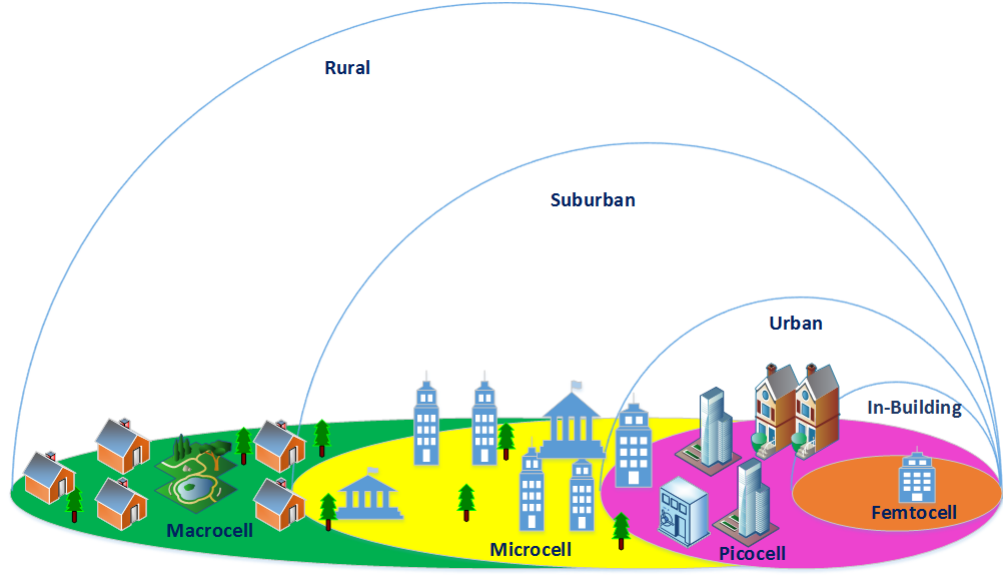 Rural
Suburban
Urban
In-Building
Femtocell
Macrocell
Microcell
Picocell